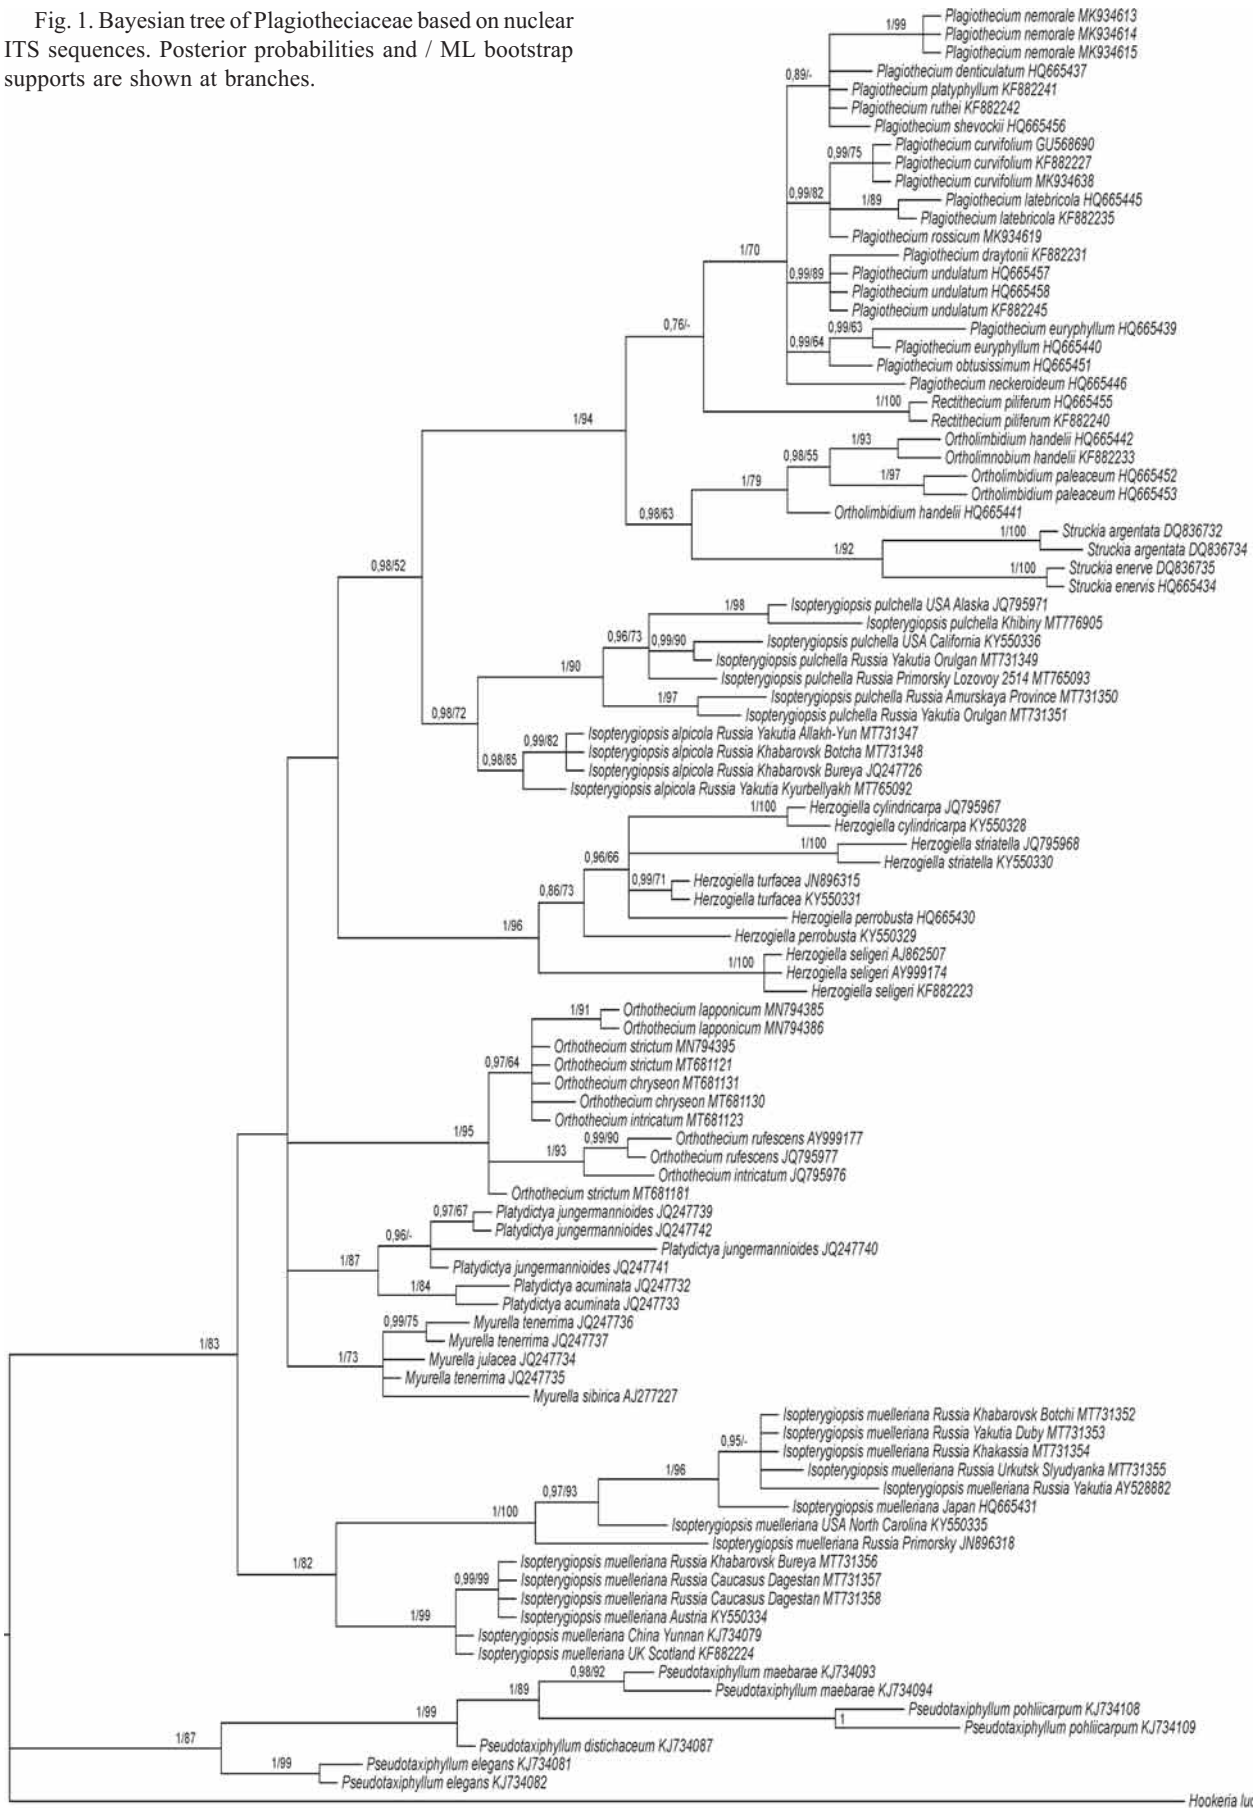 Fig. 1. Bayesian tree of Plagiotheciaceae based on nuclear
ITS sequences. Posterior probabilities and / ML bootstrap
supports are shown at branches.
1/99
Plagiothecium nemorale MK934613
Plagiothecium nemorale MK934614
Plagiothecium nemorale MK934615
0,89/-
Plagiothecium denticulatum HQ665437
Plagiothecium platyphyllum KF882241
Plagiothecium ruthei KF882242
Plagiothecium shevockii HQ665456
Plagiothecium curvifolium GU568690
0,99/75
Plagiothecium curvifolium KF882227
Plagiothecium curvifolium MK934638
0,99/82
1/89
Plagiothecium latebricola HQ665445
Plagiothecium latebricola KF882235
Plagiothecium rossicum MK934619
1/70
Plagiothecium draytonii KF882231
0,99/89
Plagiothecium undulatum HQ665457
Plagiothecium undulatum HQ665458
Plagiothecium undulatum KF882245
0,76/-
0,99/63
Plagiothecium euryphyllum HQ665439
0,99/64
Plagiothecium euryphyllum HQ665440
Plagiothecium obtusissimum HQ665451
Plagiothecium neckeroideum HQ665446
1/100
Rectithecium piliferum HQ665455
Rectithecium piliferum KF882240
1/94
1/93
Ortholimbidium handelii HQ665442
0,98/55
Ortholimnobium handelii KF882233
1/97
Ortholimbidium paleaceum HQ665452
1/79
Ortholimbidium paleaceum HQ665453
Ortholimbidium handelii HQ665441
0,98/63
1/100
Struckia argentata DQ836732
1/92
Struckia argentata DQ836734
0,98/52
1/100
Struckia enerve DQ836735
Struckia enervis HQ665434
1/98
Isopterygiopsis pulchella USA Alaska JQ795971
Isopterygiopsis pulchella Khibiny MT776905
0,96/73
0,99/90
Isopterygiopsis pulchella USA California KY550336
Isopterygiopsis pulchella Russia Yakutia Orulgan MT731349
1/90
Isopterygiopsis pulchella Russia Primorsky Lozovoy 2514 MT765093
1/97
Isopterygiopsis pulchella Russia Amurskaya Province MT731350
0,98/72
Isopterygiopsis pulchella Russia Yakutia Orulgan MT731351
Isopterygiopsis alpicola Russia Yakutia Allakh-Yun MT731347
0,99/82
Isopterygiopsis alpicola Russia Khabarovsk Botcha MT731348
0,98/85
Isopterygiopsis alpicola Russia Khabarovsk Bureya JQ247726
Isopterygiopsis alpicola Russia Yakutia Kyurbellyakh MT765092
1/100
Herzogiella cylindricarpa JQ795967
Herzogiella cylindricarpa KY550328
1/100
Herzogiella striatella JQ795968
0,96/66
Herzogiella striatella KY550330
0,99/71
Herzogiella turfacea JN896315
0,86/73
Herzogiella turfacea KY550331
Herzogiella perrobusta HQ665430
1/96
Herzogiella perrobusta KY550329
Herzogiella seligeri AJ862507
1/100
Herzogiella seligeri AY999174
Herzogiella seligeri KF882223
1/91
Orthothecium lapponicum MN794385
Orthothecium lapponicum MN794386
Orthothecium strictum MN794395
0,97/64
Orthothecium strictum MT681121
Orthothecium chryseon MT681131
Orthothecium chryseon MT681130
Orthothecium intricatum MT681123
1/95
0,99/90
Orthothecium rufescens AY999177
1/93
Orthothecium rufescens JQ795977
Orthothecium intricatum JQ795976
Orthothecium strictum MT681181
0,97/67
Platydictya jungermannioides JQ247739
Platydictya jungermannioides JQ247742
0,96/-
Platydictya jungermannioides JQ247740
1/87
Platydictya jungermannioides JQ247741
1/84
Platydictya acuminata JQ247732
Platydictya acuminata JQ247733
0,99/75
Myurella tenerrima JQ247736
Myurella tenerrima JQ247737
1/83
1/73
Myurella julacea JQ247734
Myurella tenerrima JQ247735
Myurella sibirica AJ277227
Isopterygiopsis muelleriana Russia Khabarovsk Botchi MT731352
Isopterygiopsis muelleriana Russia Yakutia Duby MT731353
0,95/-
Isopterygiopsis muelleriana Russia Khakassia MT731354
1/96
Isopterygiopsis muelleriana Russia Urkutsk Slyudyanka MT731355
0,97/93
Isopterygiopsis muelleriana Russia Yakutia AY528882
Isopterygiopsis muelleriana Japan HQ665431
1/100
Isopterygiopsis muelleriana USA North Carolina KY550335
Isopterygiopsis muelleriana Russia Primorsky JN896318
1/82
Isopterygiopsis muelleriana Russia Khabarovsk Bureya MT731356
0,99/99
Isopterygiopsis muelleriana Russia Caucasus Dagestan MT731357
Isopterygiopsis muelleriana Russia Caucasus Dagestan MT731358
1/99
Isopterygiopsis muelleriana Austria KY550334
Isopterygiopsis muelleriana China Yunnan KJ734079
Isopterygiopsis muelleriana UK Scotland KF882224
0,98/92
Pseudotaxiphyllum maebarae KJ734093
1/89
Pseudotaxiphyllum maebarae KJ734094
1/99
Pseudotaxiphyllum pohliicarpum KJ734108
1
Pseudotaxiphyllum pohliicarpum KJ734109
1/87
Pseudotaxiphyllum distichaceum KJ734087
1/99
Pseudotaxiphyllum elegans KJ734081
Pseudotaxiphyllum elegans KJ734082
Hookeria luc